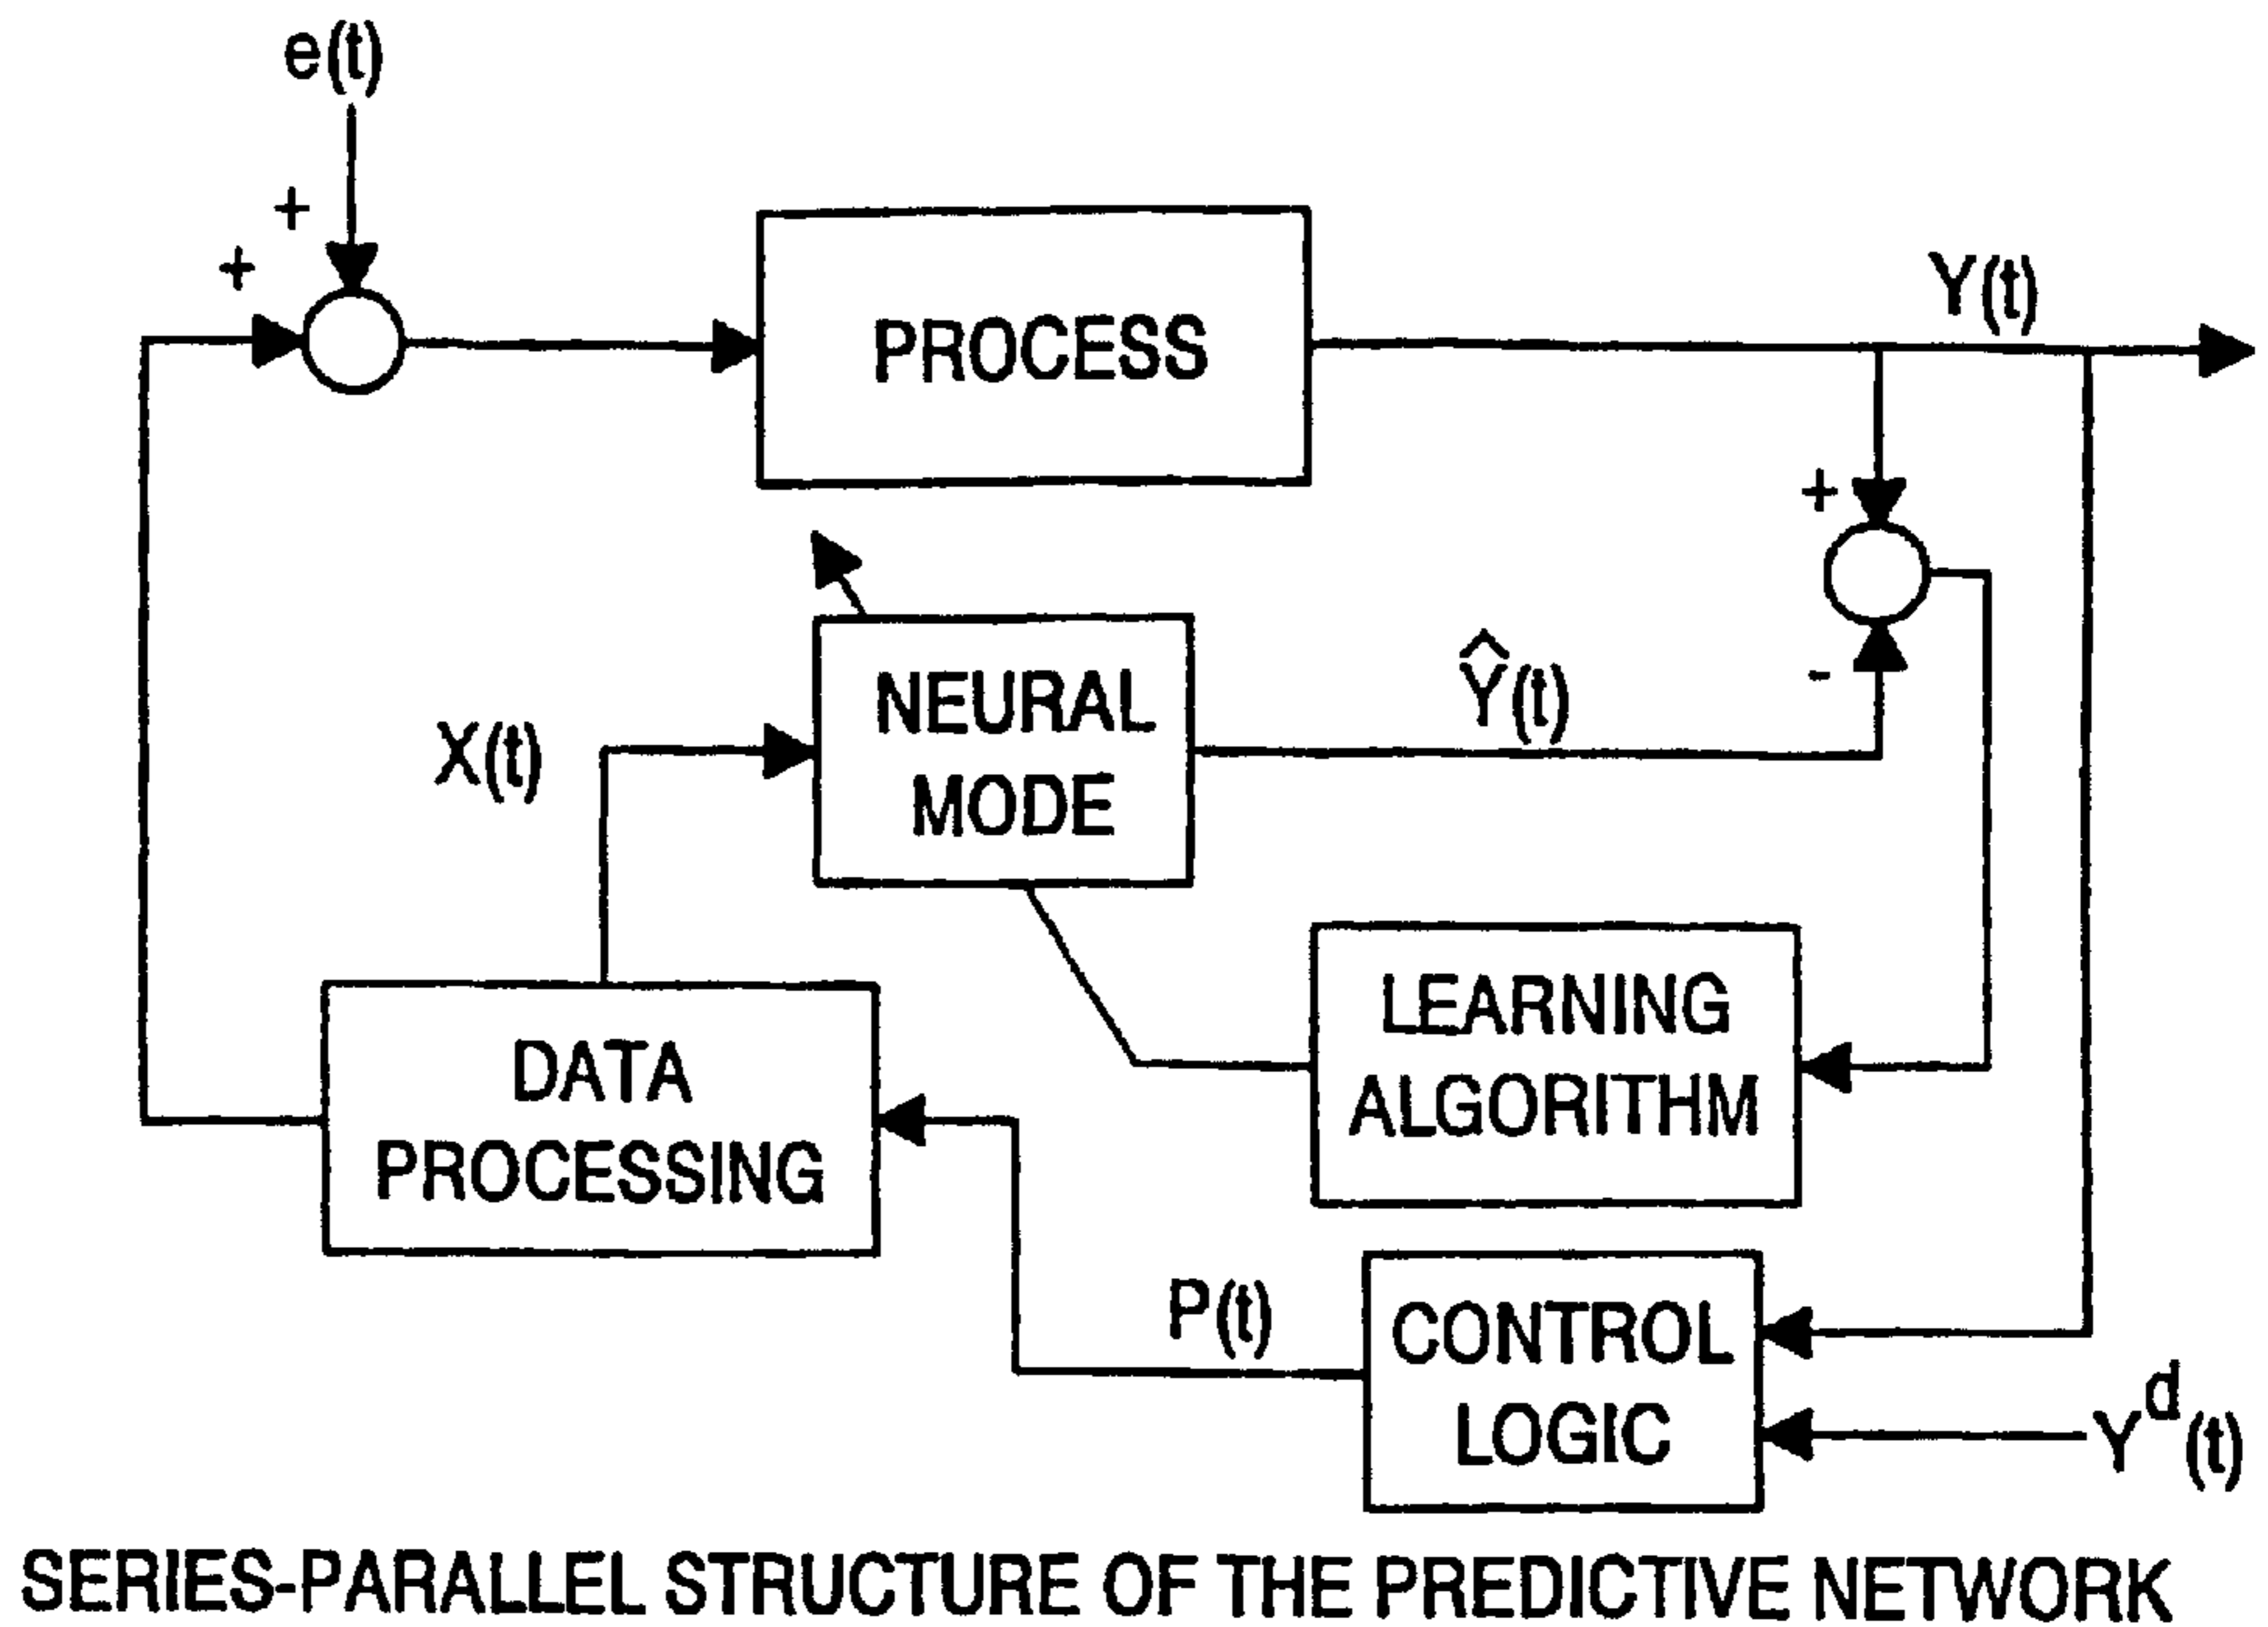 e(t)
+
+
PROCESS
Y(t)
+
-
NEURAL
MODE
Ŷ(t)
X(t)
LEARNING
ALGORITHM
DATA
PROCESSING
P(t)
CONTROL
LOGIC
Y^d(t)
SERIES-PARALLEL STRUCTURE OF THE PREDICTIVE NETWORK